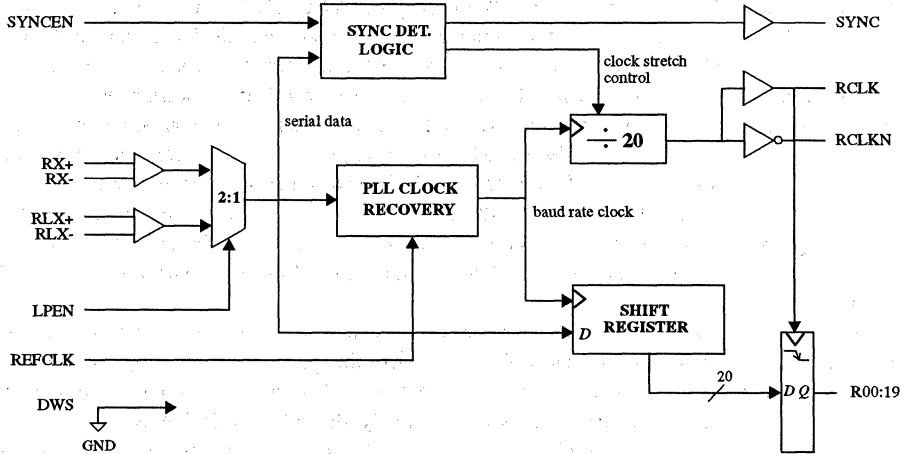 SYNCEN
SYNC DET.
LOGIC
SYNC
clock stretch
control
RCLK
serial data
÷ 20
RCLKN
RX+
RX-
2:1
PLL CLOCK
RECOVERY
RLX+
RLX-
baud rate clock
LPEN
SHIFT
REGISTER
D
REFCLK
20
D Q
R00:19
DWS
GND